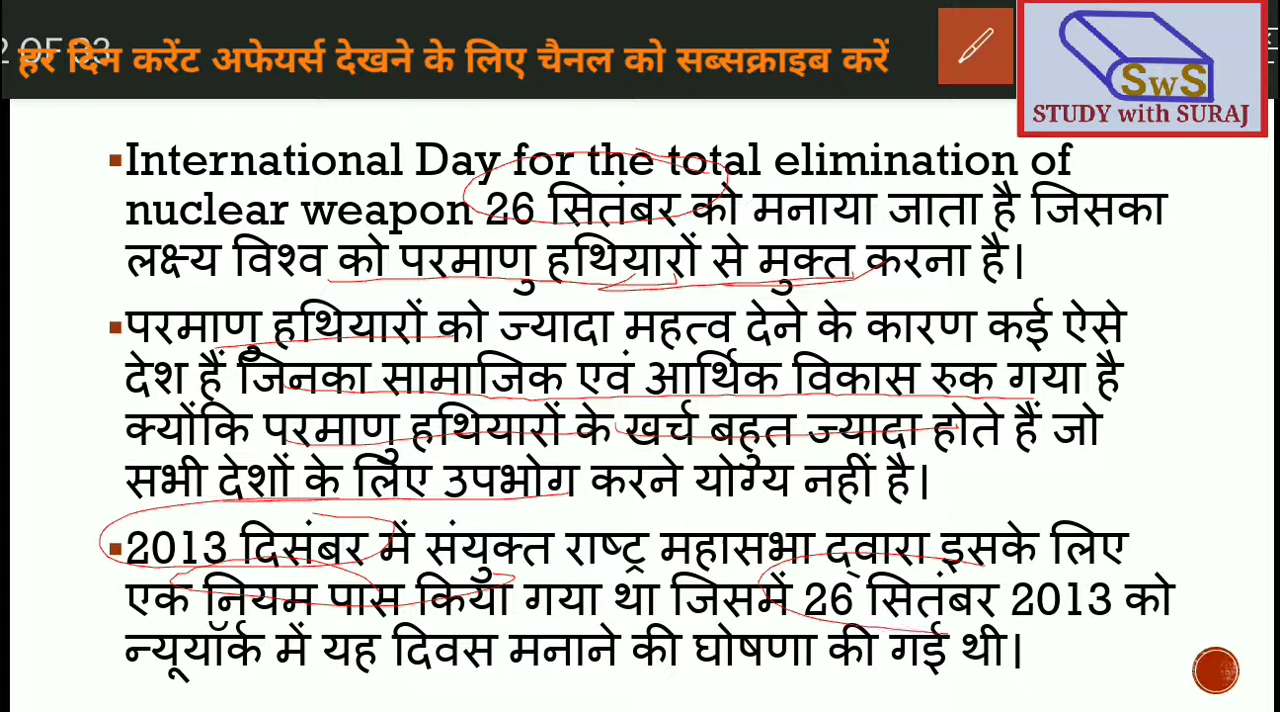 2 OF 33
हर दिन करेंट अफेयर्स देखने के लिए चैनल को सब्सक्राइब करें
SwS
STUDY with SURAJ
International Day for the total elimination of
nuclear weapon 26 सितंबर को मनाया जाता है जिसका
लक्ष्य विश्व को परमाणु हथियारों से मुक्त करना है।
परमाणु हथियारों को ज्यादा महत्व देने के कारण कई ऐसे
देश हैं जिनका सामाजिक एवं आर्थिक विकास रुक गया है
क्योंकि परमाणु हथियारों के खर्च बहुत ज्यादा होते हैं जो
सभी देशों के लिए उपभोग करने योग्य नहीं है।
2013 दिसंबर में संयुक्त राष्ट्र महासभा द्वारा इसके लिए
एक नियम पास किया गया था जिसमें 26 सितंबर 2013 को
न्यूयॉर्क में यह दिवस मनाने की घोषणा की गई थी।